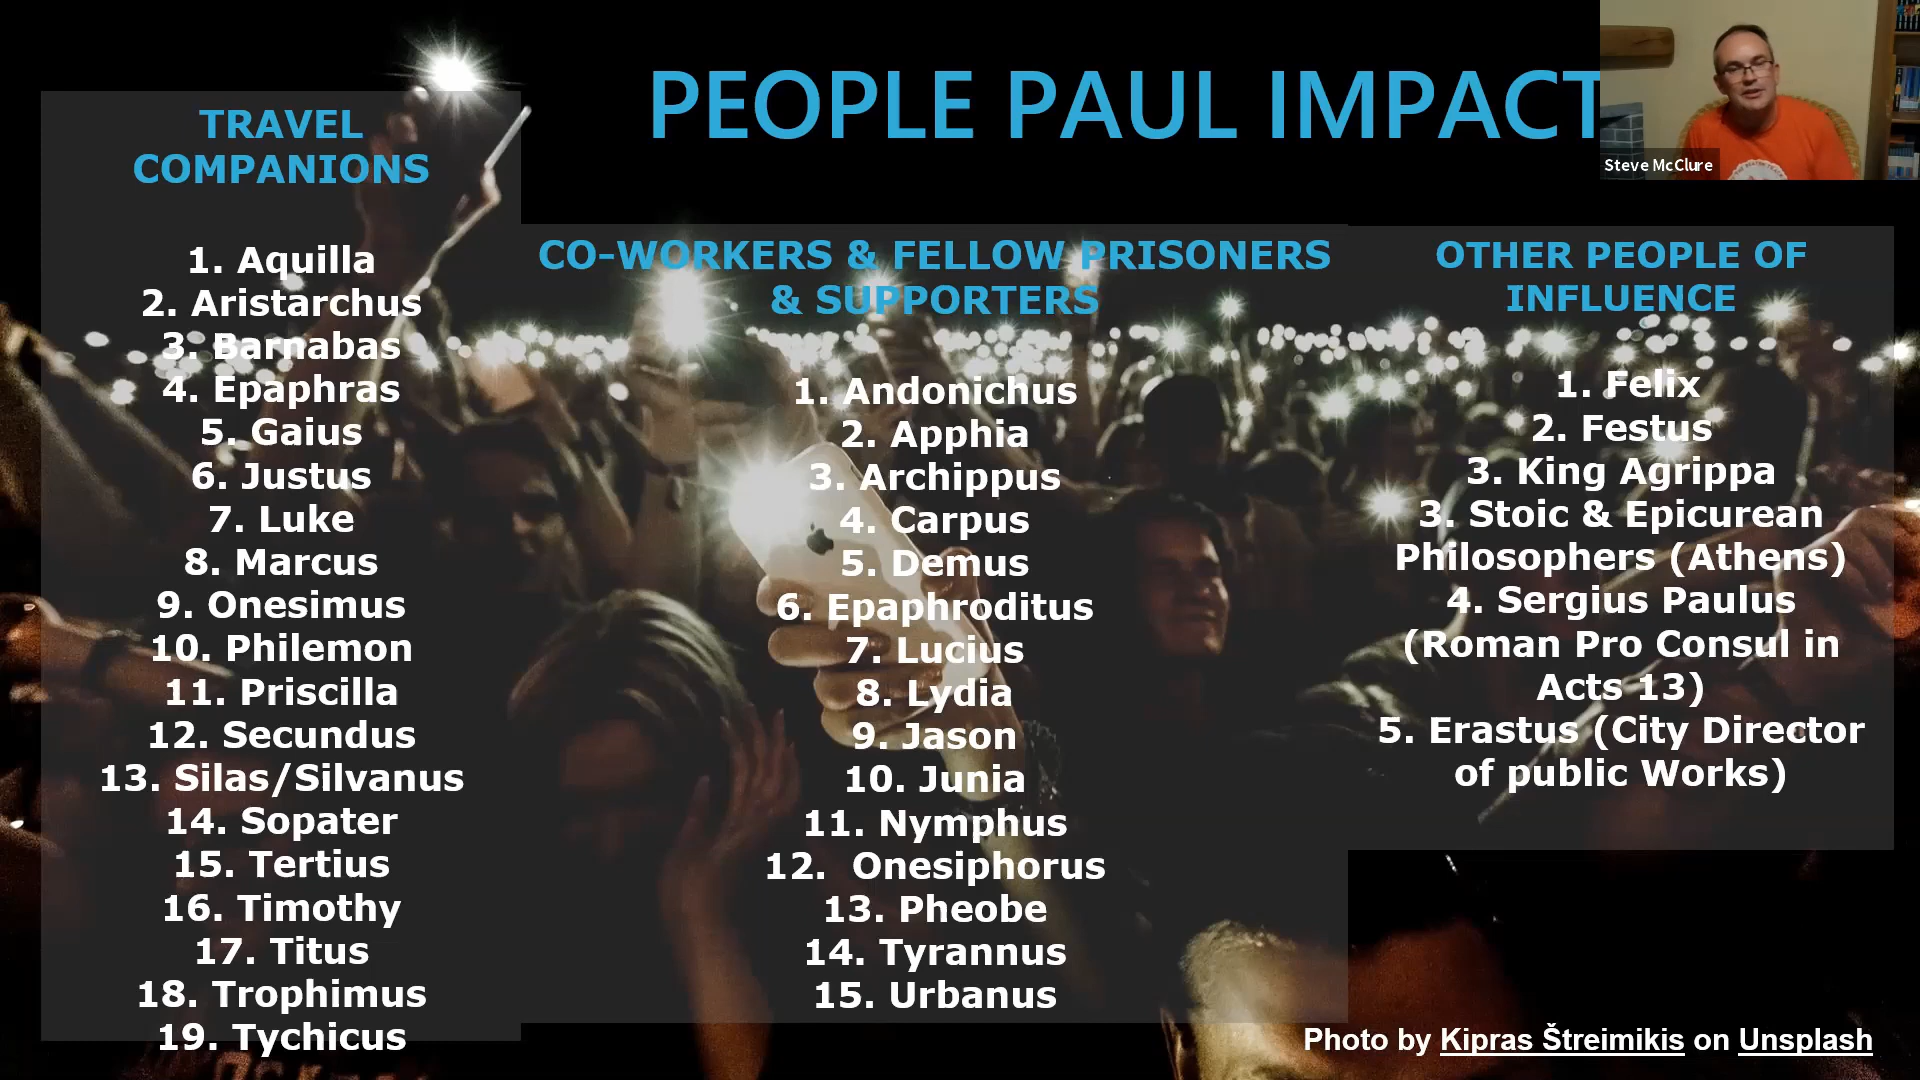 PEOPLE PAUL IMPACT
Steve McClure
TRAVEL
COMPANIONS
1. Aquilla
2. Aristarchus
3. Barnabas
4. Epaphras
5. Gaius
6. Justus
7. Luke
8. Marcus
9. Onesimus
10. Philemon
11. Priscilla
12. Secundus
13. Silas/Silvanus
14. Sopater
15. Tertius
16. Timothy
17. Titus
18. Trophimus
19. Tychicus
CO-WORKERS & FELLOW PRISONERS
& SUPPORTERS
1. Andonichus
2. Apphia
3. Archippus
4. Carpus
5. Demus
6. Epaphroditus
7. Lucius
8. Lydia
9. Jason
10. Junia
11. Nymphus
12.  Onesiphorus
13. Pheobe
14. Tyrannus
15. Urbanus
OTHER PEOPLE OF
INFLUENCE
1. Felix
2. Festus
3. King Agrippa
3. Stoic & Epicurean
Philosophers (Athens)
4. Sergius Paulus
(Roman Pro Consul in
Acts 13)
5. Erastus (City Director
of public Works)
Photo by Kipras Štreimikis on Unsplash